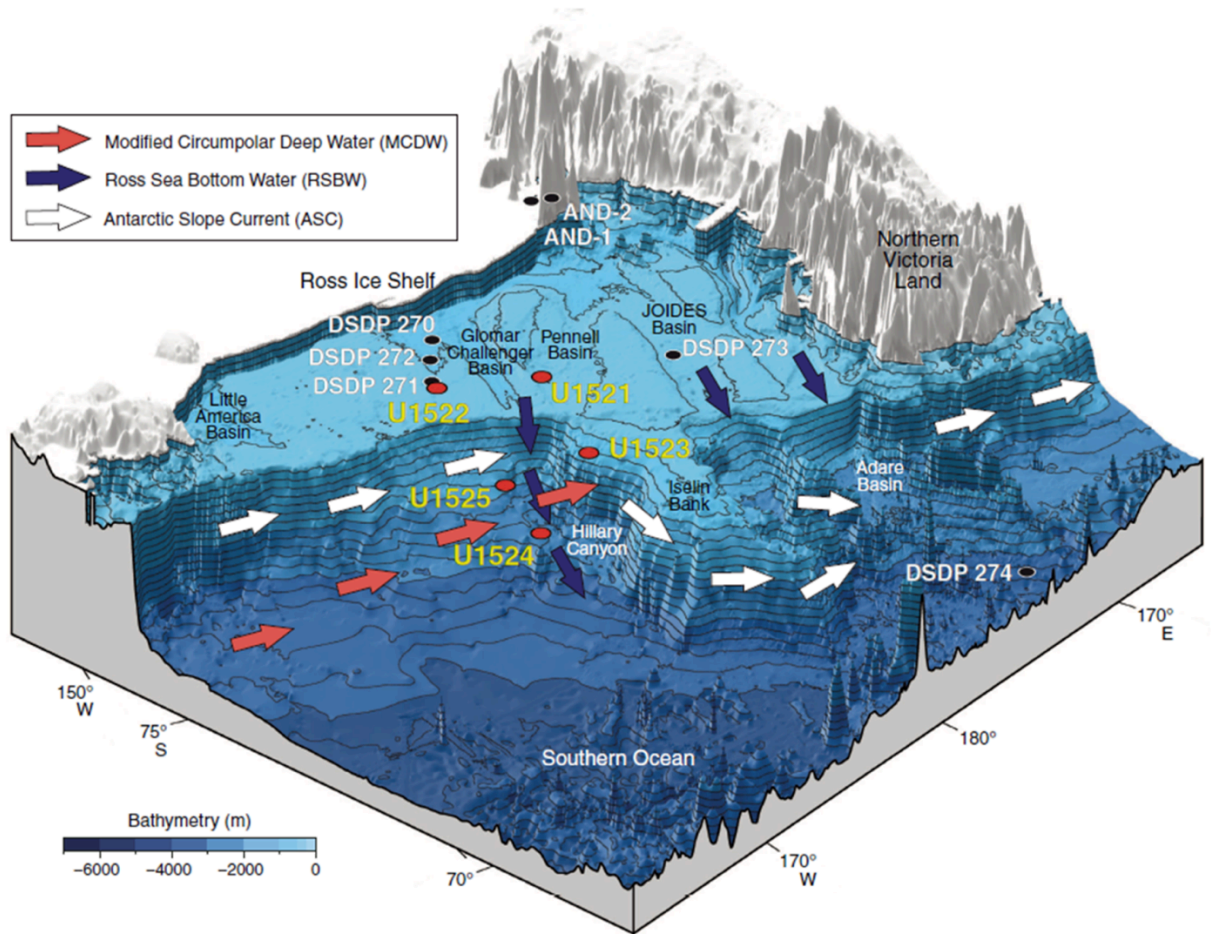 Modified Circumpolar Deep Water (MCDW)
Ross Sea Bottom Water (RSBW)
Antarctic Slope Current (ASC)
AND-2
AND-1
Northern
Victoria
Land
Ross Ice Shelf
DSDP 270
DSDP 272
DSDP 271
U1522
Glomar
Challenger
Basin
Pennell
Basin
U1521
JOIDES
Basin
DSDP 273
Little
America
Basin
U1523
U1525
Iselin
Bank
Adare
Basin
U1524
Hillary
Canyon
DSDP 274
170°
E
150°
W
75°
S
180°
Southern Ocean
Bathymetry (m)
−6000 −4000 −2000 0
70°
170°
W